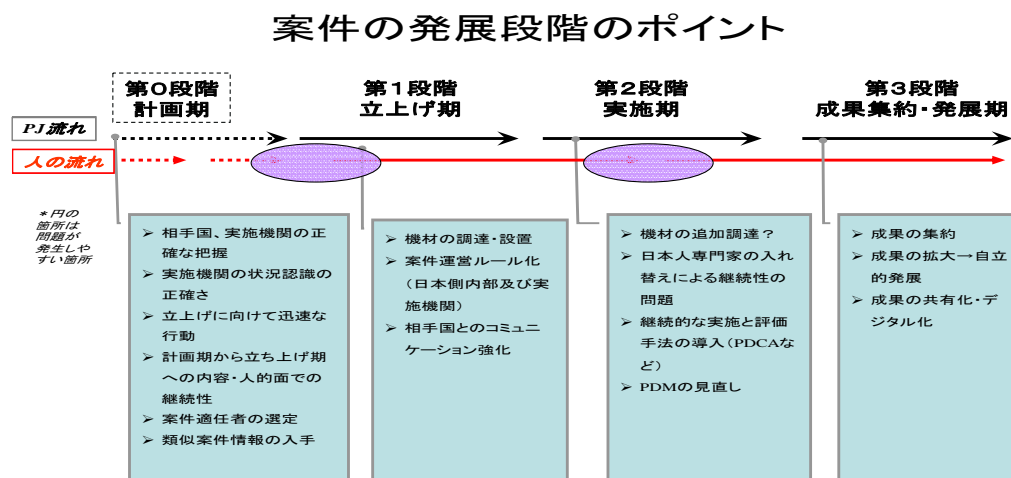 案件の発展段階のポイント
第0段階
計画期
第1段階
立上げ期
第2段階
実施期
第3段階
成果集約・発展期
PJ流れ
人の流れ
＊円の
箇所は
問題が
発生しや
すい箇所
➢ 相手国、実施機関の正
確な把握
➢ 実施機関の状況認識の
正確さ
➢ 立上げに向けて迅速な
行動
➢ 計画期から立ち上げ期
への内容・人的面での
継続性
➢ 案件適任者の選定
➢ 類似案件情報の入手
➢ 機材の調達・設置
➢ 案件運営ルール化
（日本側内部及び実
施機関）
➢ 相手国とのコミュニ
ケーション強化
➢ 機材の追加調達？
➢ 日本人専門家の入れ
替えによる継続性の
問題
➢ 継続的な実施と評価
手法の導入（PDCAな
ど）
➢ PDMの見直し
➢ 成果の集約
➢ 成果の拡大→自立
的発展
➢ 成果の共有化・デ
ジタル化